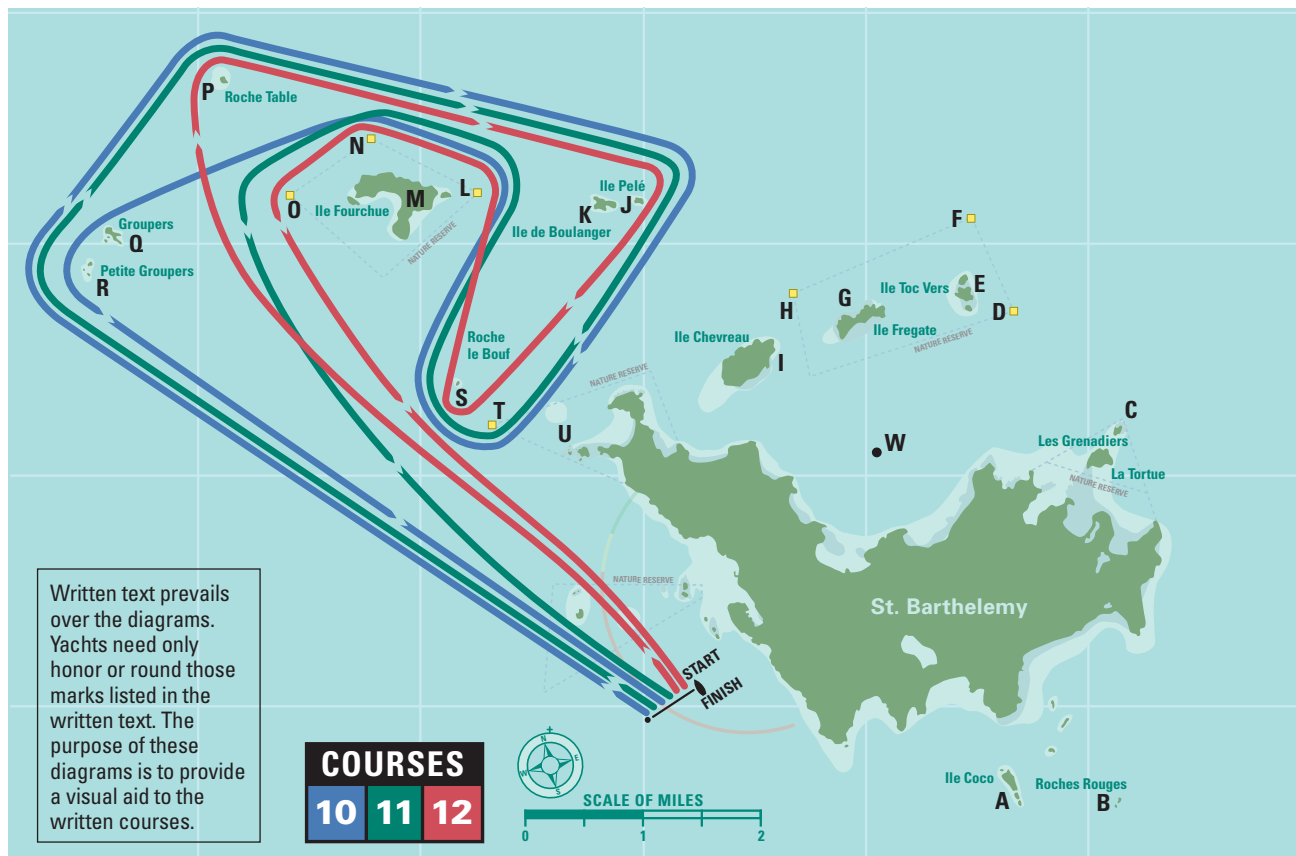 P
Roche Table
N
O
Ile Fourchue
M
L
NATURE RESERVE
Ile Pelé
K
J
Ile de Boulanger
Groupers
Q
Petite Groupers
R
F
H
G
Ile Toc Vers
E
D
Ile Fregate
NATURE RESERVE
Ile Chevreau
I
Roche
le Bouf
S
T
U
NATURE RESERVE
W
C
Les Grenadiers
La Tortue
NATURE RESERVE
NATURE RESERVE
St. Barthelemy
START
FINISH
Written text prevails
over the diagrams.
Yachts need only
honor or round those
marks listed in the
written text. The
purpose of these
diagrams is to provide
a visual aid to the
written courses.
COURSES
10 11 12
N
E
S
W
SCALE OF MILES
0 1 2
Ile Coco
A
Roches Rouges
B